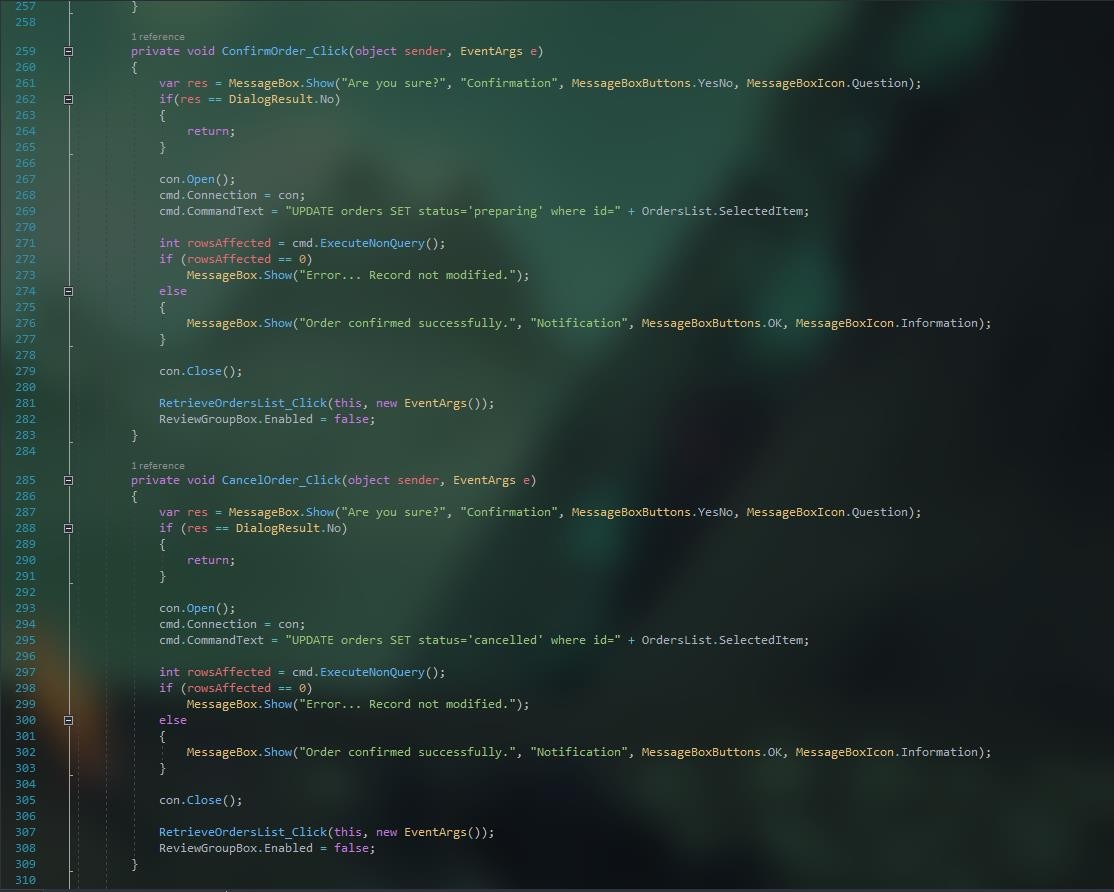 257 }
258
1 reference
259 private void ConfirmOrder_Click(object sender, EventArgs e)
260 {
261 var res = MessageBox.Show("Are you sure?", "Confirmation", MessageBoxButtons.YesNo, MessageBoxIcon.Question);
262 if(res == DialogResult.No)
263 {
264 return;
265 }
266
267 con.Open();
268 cmd.Connection = con;
269 cmd.CommandText = "UPDATE orders SET status='preparing' where id=" + OrdersList.SelectedItem;
270
271 int rowsAffected = cmd.ExecuteNonQuery();
272 if (rowsAffected == 0)
273 MessageBox.Show("Error... Record not modified.");
274 else
275 {
276 MessageBox.Show("Order confirmed successfully.", "Notification", MessageBoxButtons.OK, MessageBoxIcon.Information);
277 }
278
279 con.Close();
280
281 RetrieveOrdersList_Click(this, new EventArgs());
282 ReviewGroupBox.Enabled = false;
283 }
284
1 reference
285 private void CancelOrder_Click(object sender, EventArgs e)
286 {
287 var res = MessageBox.Show("Are you sure?", "Confirmation", MessageBoxButtons.YesNo, MessageBoxIcon.Question);
288 if (res == DialogResult.No)
289 {
290 return;
291 }
292
293 con.Open();
294 cmd.Connection = con;
295 cmd.CommandText = "UPDATE orders SET status='cancelled' where id=" + OrdersList.SelectedItem;
296
297 int rowsAffected = cmd.ExecuteNonQuery();
298 if (rowsAffected == 0)
299 MessageBox.Show("Error... Record not modified.");
300 else
301 {
302 MessageBox.Show("Order confirmed successfully.", "Notification", MessageBoxButtons.OK, MessageBoxIcon.Information);
303 }
304
305 con.Close();
306
307 RetrieveOrdersList_Click(this, new EventArgs());
308 ReviewGroupBox.Enabled = false;
309 }
310